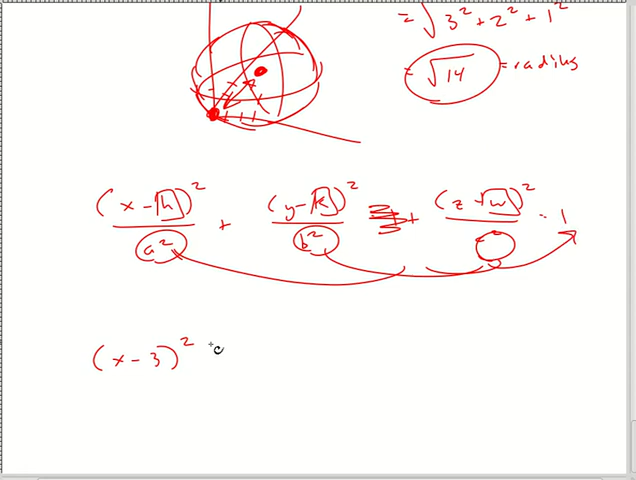 = √3² + 2² + 1²
= √14 = radius
(x-h)²/a² + (y-k)²/b² + (z-w)²/c² = 1
(x-3)²